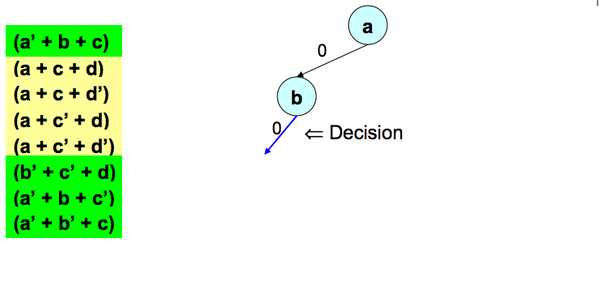 (a’ + b + c)
(a + c + d)
(a + c + d’)
(a + c’ + d)
(a + c’ + d’)
(b’ + c’ + d)
(a’ + b + c’)
(a’ + b’ + c)
a
0
b
0
⇐ Decision